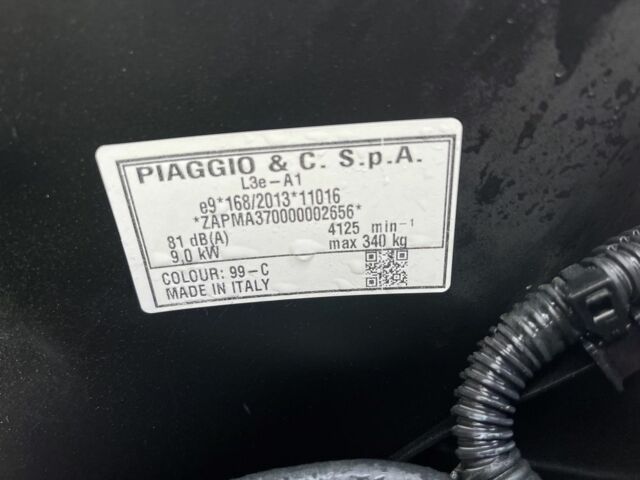 PIAGGIO & C. S.p.A.
L3e-A1
e9*168/2013*11016
*ZAPMA370000002656*
81 dB(A) 4125 min-¹
9,0 kW max 340 kg
COLOUR: 99-C
MADE IN ITALY